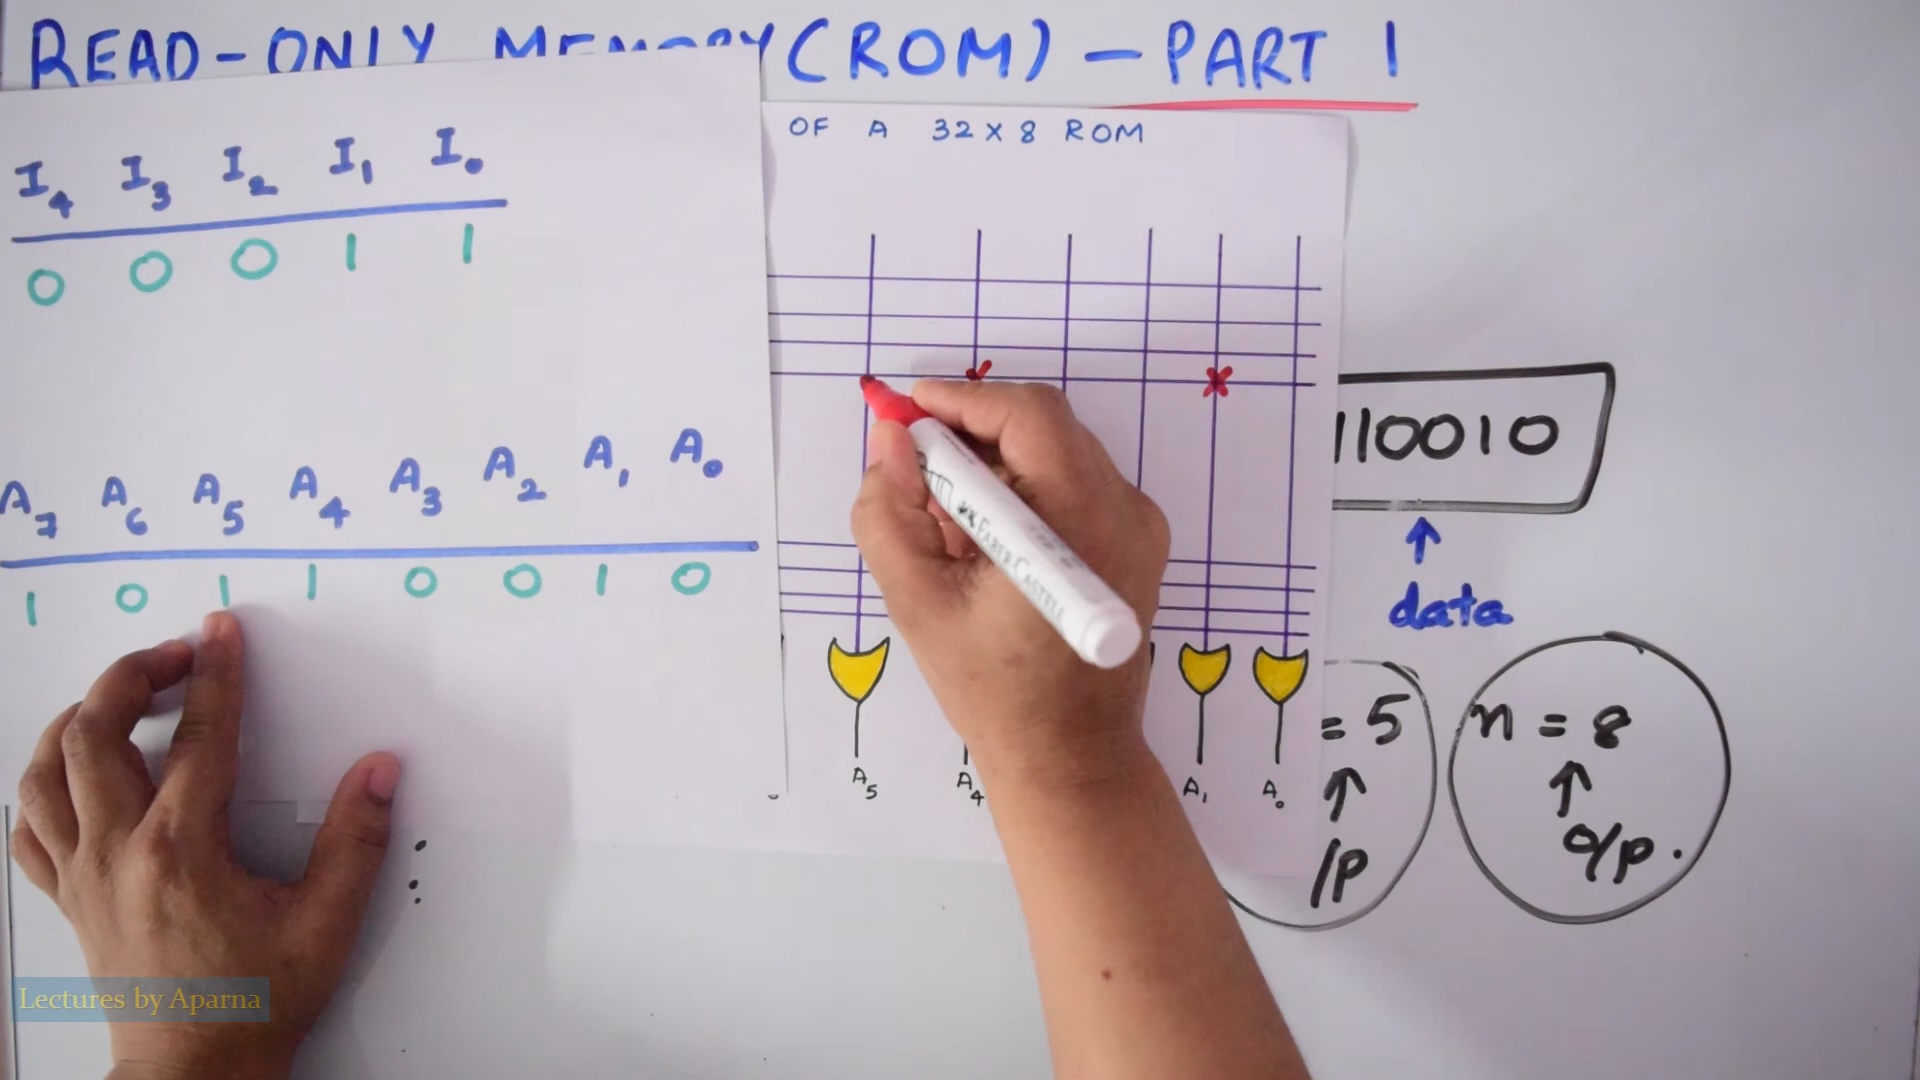 READ-ONLY MEMORY (ROM) - PART 1
OF A 32 X 8 ROM
I4 I3 I2 I1 I0
0 0 0 1 1
A7 A6 A5 A4 A3 A2 A1 A0
1 0 1 1 0 0 1 0
110010
data
= 5
/p
n = 8
o/p.
A5 A4 A1 A0
FABER CASTELL
Lectures by Aparna